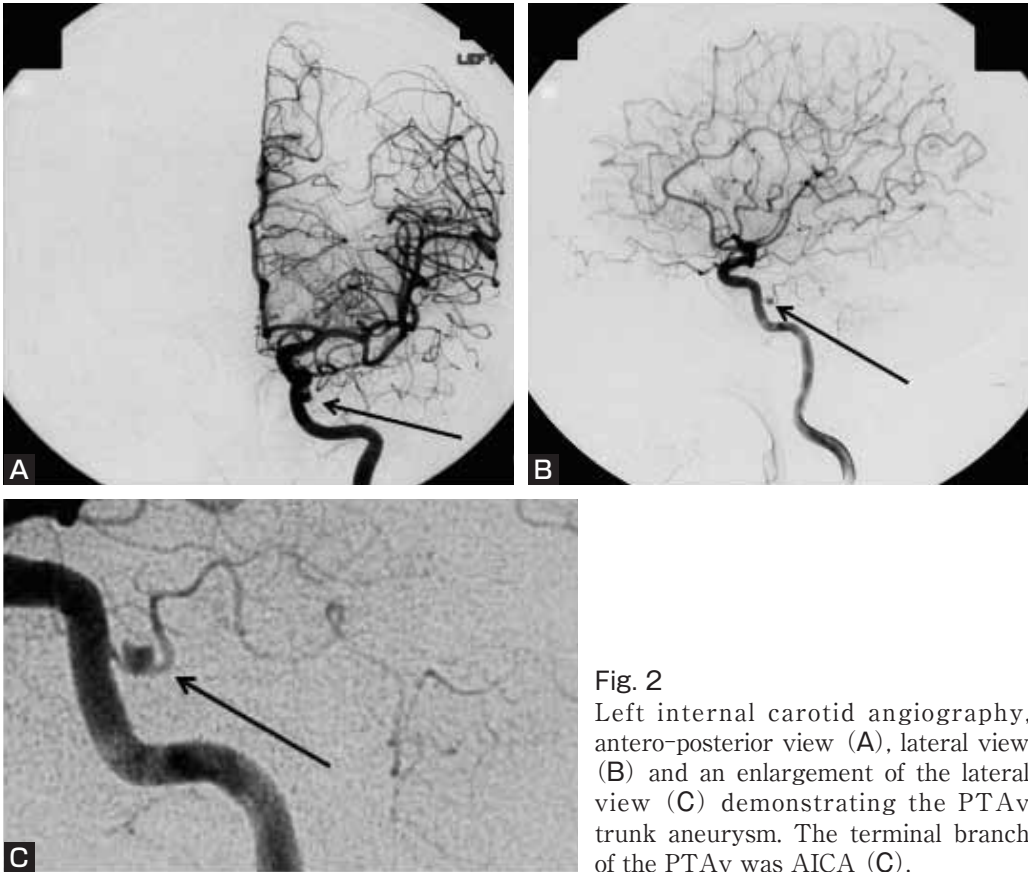 LEFT
A
B
C
Fig. 2
Left internal carotid angiography,
antero-posterior view (A), lateral view
(B) and an enlargement of the lateral
view (C) demonstrating the PTAv
trunk aneurysm. The terminal branch
of the PTAv was AICA (C).